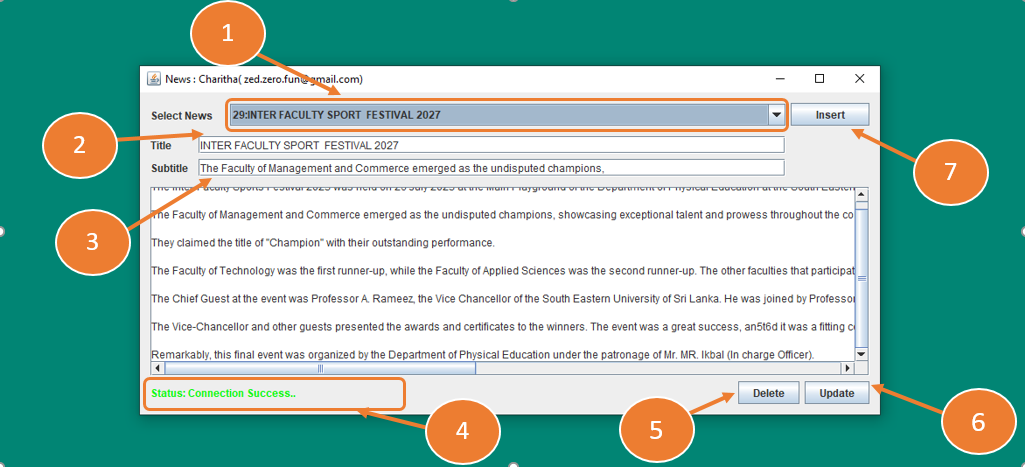 1
News : Charitha( zed.zero.fun@gmail.com)
Select News 29:INTER FACULTY SPORT FESTIVAL 2027 Insert
2
Title INTER FACULTY SPORT FESTIVAL 2027
7
Subtitle The Faculty of Management and Commerce emerged as the undisputed champions,
The Inter Faculty Sports Festival 2023 was held on 20 July 2023 at the Main Playground of the Department of Physical Education at the South Eastern
The Faculty of Management and Commerce emerged as the undisputed champions, showcasing exceptional talent and prowess throughout the co
3
They claimed the title of "Champion" with their outstanding performance.
The Faculty of Technology was the first runner-up, while the Faculty of Applied Sciences was the second runner-up. The other faculties that participat
The Chief Guest at the event was Professor A. Rameez, the Vice Chancellor of the South Eastern University of Sri Lanka. He was joined by Professor
The Vice-Chancellor and other guests presented the awards and certificates to the winners. The event was a great success, an5t6d it was a fitting c
Remarkably, this final event was organized by the Department of Physical Education under the patronage of Mr. MR. Ikbal (In charge Officer).
Status: Connection Success.. Delete Update
4
5
6